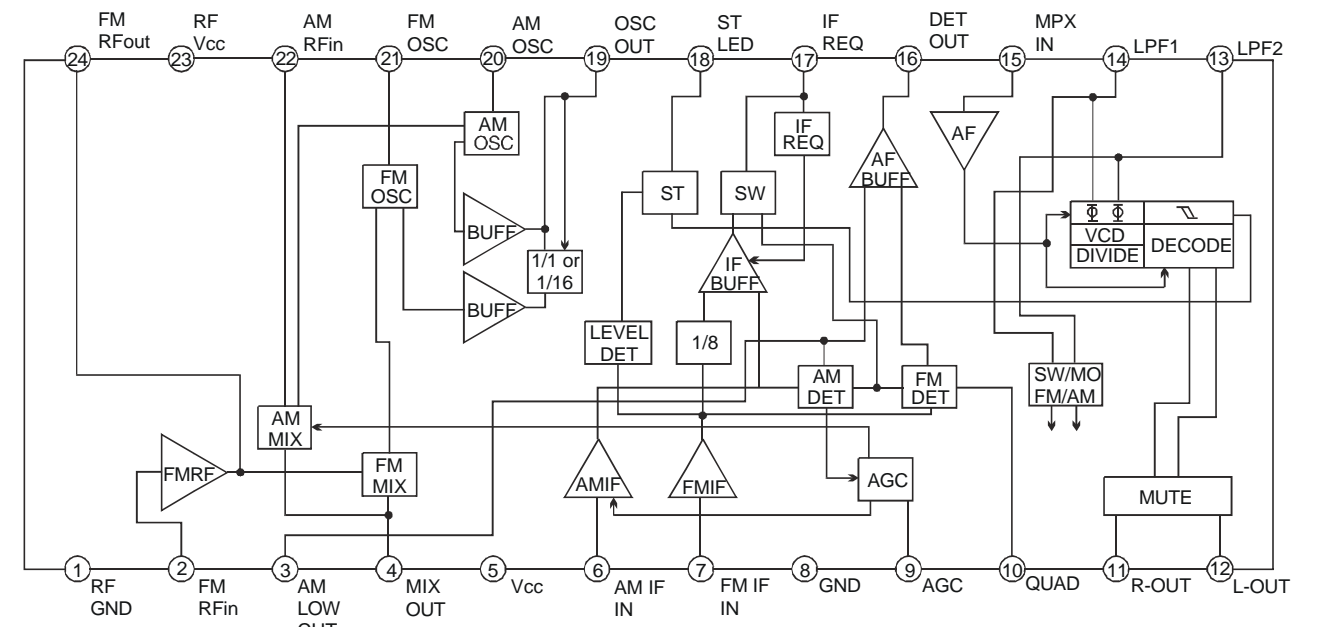 FM
RFout
RF
Vcc
AM
RFin
FM
OSC
AM
OSC
OSC
OUT
ST
LED
IF
REQ
DET
OUT
MPX
IN
LPF1
LPF2
24
23
22
21
20
19
18
17
16
15
14
13
AM
OSC
IF
REQ
AF
AF
BUFF
FM
OSC
ST
SW
BUFF
VCD
DIVIDE
DECODE
1/1 or
1/16
IF
BUFF
BUFF
LEVEL
DET
1/8
AM
DET
FM
DET
SW/MO
FM/AM
AM
MIX
FMRF
FM
MIX
AMIF
FMIF
AGC
MUTE
1
2
3
4
5
6
7
8
9
10
11
12
RF
GND
FM
RFin
AM
LOW
OUT
MIX
OUT
Vcc
AM IF
IN
FM IF
IN
GND
AGC
QUAD
R-OUT
L-OUT